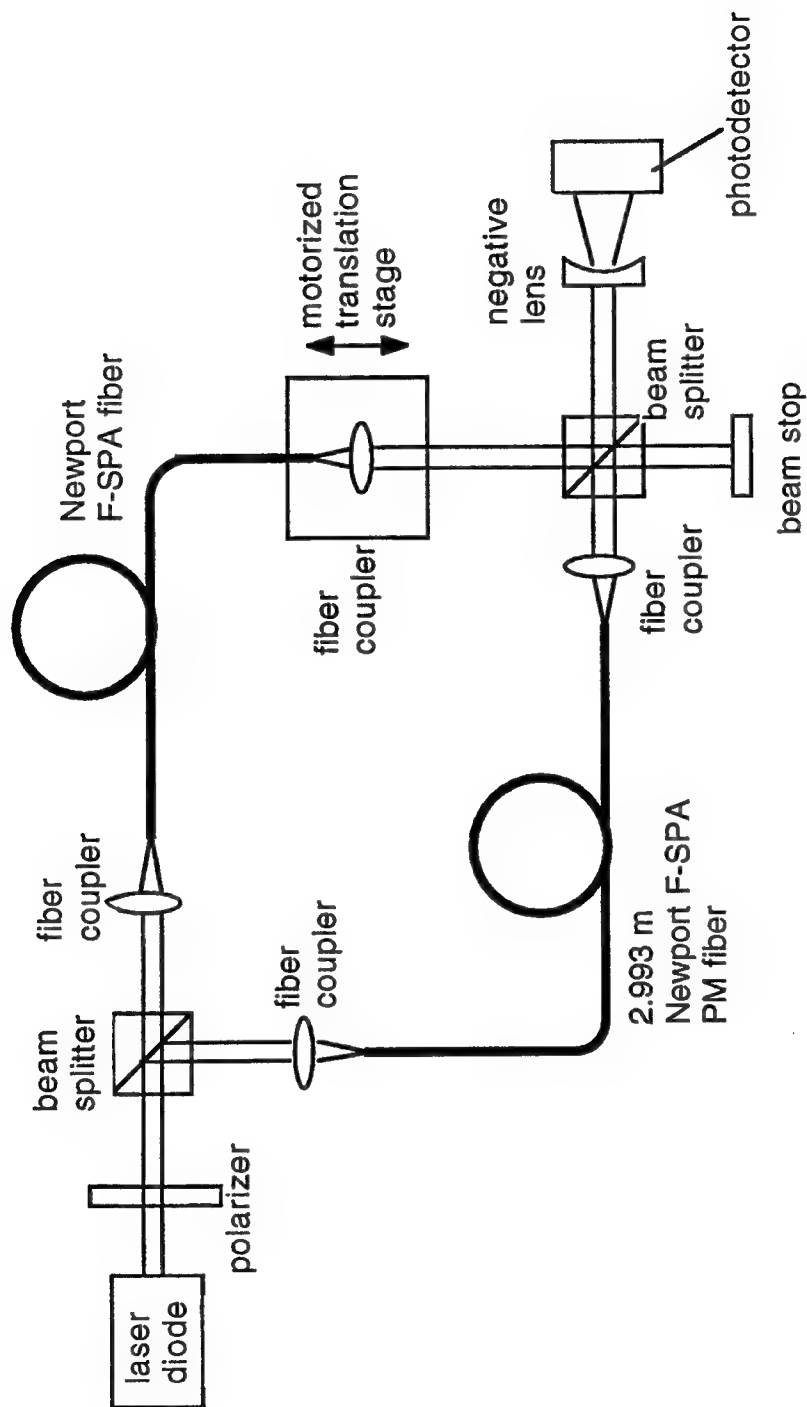 laser
diode
polarizer
beam
splitter
fiber
coupler
fiber
coupler
Newport
F-SPA fiber
2.993 m
Newport F-SPA
PM fiber
fiber
coupler
motorized
translation
stage
fiber
coupler
beam
splitter
beam stop
negative
lens
photodetector